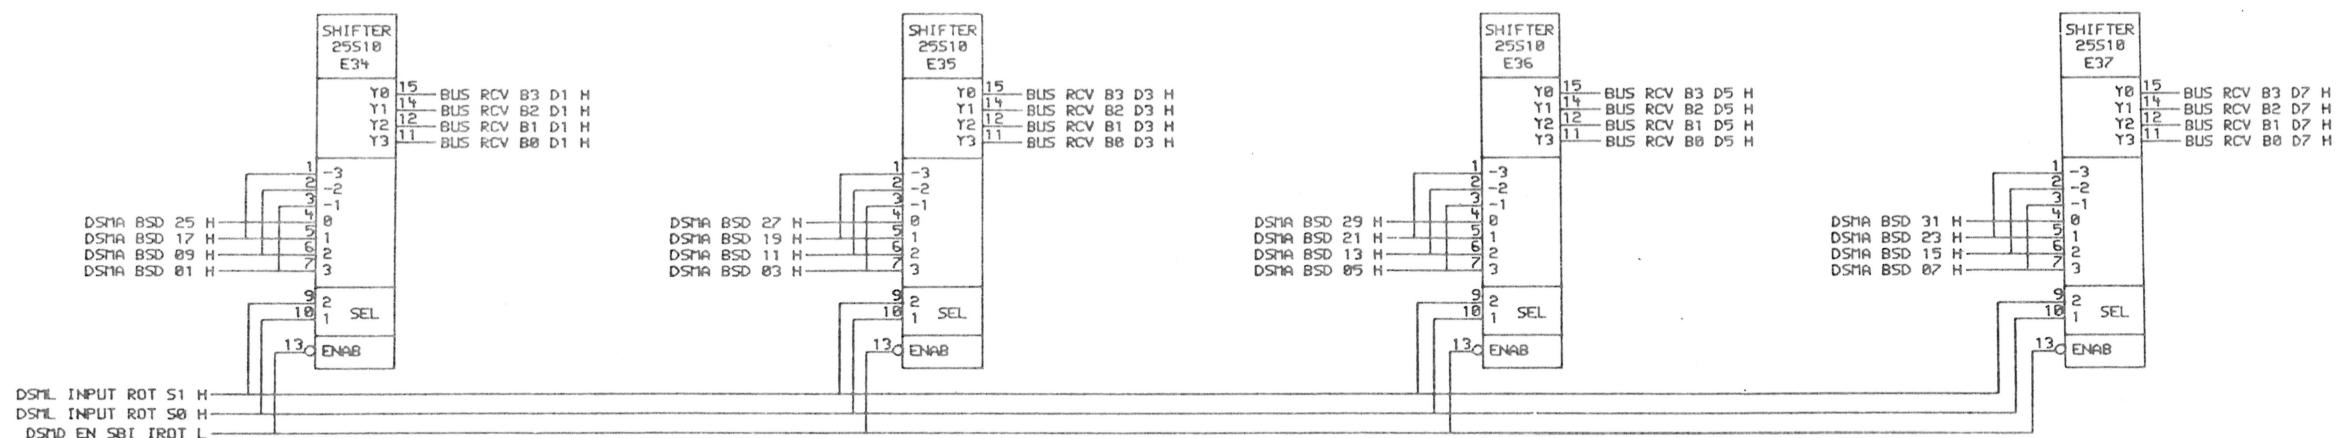 SHIFTER
25S10
E34
Y0 15 BUS RCV B3 D1 H
Y1 14 BUS RCV B2 D1 H
Y2 12 BUS RCV B1 D1 H
Y3 11 BUS RCV B0 D1 H
1 -3
2 -2
3 -1
DSMA BSD 25 H 4 0
DSMA BSD 17 H 5 1
DSMA BSD 09 H 6 2
DSMA BSD 01 H 7 3
9 2
10 1 SEL
13 ENAB
SHIFTER
25S10
E35
Y0 15 BUS RCV B3 D3 H
Y1 14 BUS RCV B2 D3 H
Y2 12 BUS RCV B1 D3 H
Y3 11 BUS RCV B0 D3 H
1 -3
2 -2
3 -1
DSMA BSD 27 H 4 0
DSMA BSD 19 H 5 1
DSMA BSD 11 H 6 2
DSMA BSD 03 H 7 3
9 2
10 1 SEL
13 ENAB
SHIFTER
25S10
E36
Y0 15 BUS RCV B3 D5 H
Y1 14 BUS RCV B2 D5 H
Y2 12 BUS RCV B1 D5 H
Y3 11 BUS RCV B0 D5 H
1 -3
2 -2
3 -1
DSMA BSD 29 H 4 0
DSMA BSD 21 H 5 1
DSMA BSD 13 H 6 2
DSMA BSD 05 H 7 3
9 2
10 1 SEL
13 ENAB
SHIFTER
25S10
E37
Y0 15 BUS RCV B3 D7 H
Y1 14 BUS RCV B2 D7 H
Y2 12 BUS RCV B1 D7 H
Y3 11 BUS RCV B0 D7 H
1 -3
2 -2
3 -1
DSMA BSD 31 H 4 0
DSMA BSD 23 H 5 1
DSMA BSD 15 H 6 2
DSMA BSD 07 H 7 3
9 2
10 1 SEL
13 ENAB
DSML INPUT ROT S1 H
DSML INPUT ROT S0 H
DSMD EN SBI IROT L